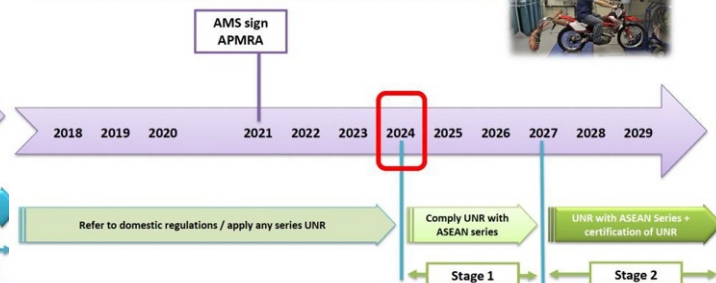 AMS sign
APMRA
2018 2019 2020 2021 2022 2023 2024 2025 2026 2027 2028 2029
Refer to domestic regulations / apply any series UNR
Comply UNR with
ASEAN series
UNR with ASEAN Series +
certification of UNR
Stage 1
Stage 2